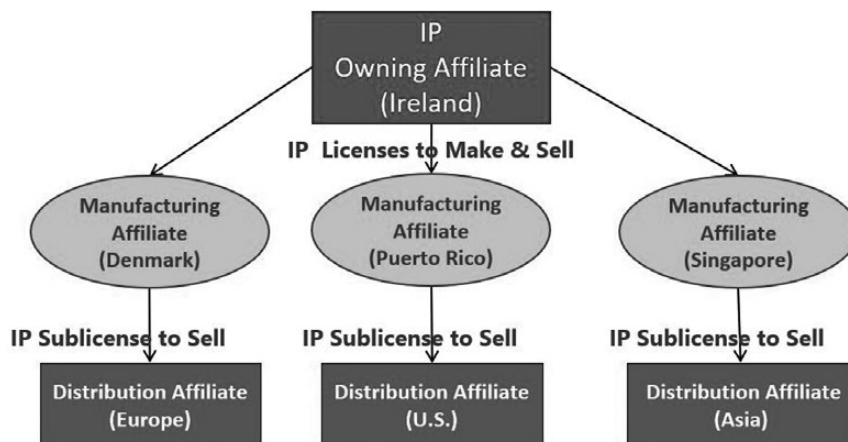 IP
Owning Affiliate
(Ireland)
IP Licenses to Make & Sell
Manufacturing
Affiliate
(Denmark)
Manufacturing
Affiliate
(Puerto Rico)
Manufacturing
Affiliate
(Singapore)
IP Sublicense to Sell
IP Sublicense to Sell
IP Sublicense to Sell
Distribution Affiliate
(Europe)
Distribution Affiliate
(U.S.)
Distribution Affiliate
(Asia)